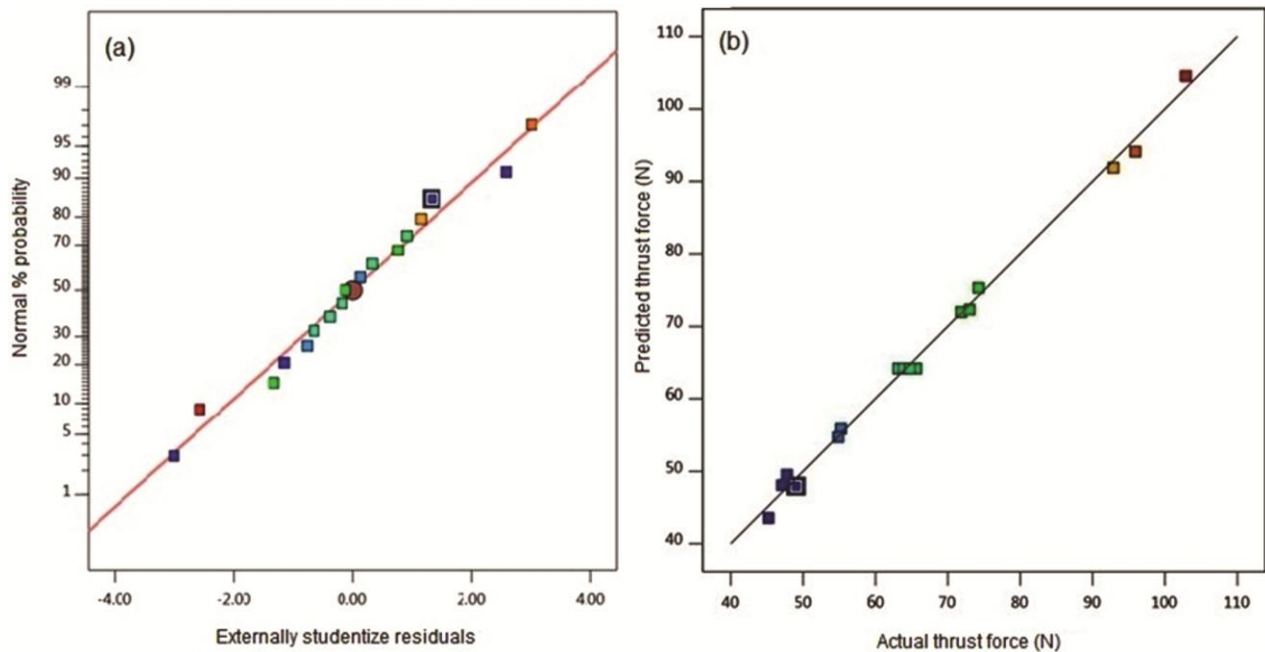 (a)
Normal % probability
99
95
90
80
70
50
30
20
10
5
1
-4.00 -2.00 0.00 2.00 4.00
Externally studentize residuals
(b)
Predicted thrust force (N)
110
100
90
80
70
60
50
40
40 50 60 70 80 90 100 110
Actual thrust force (N)